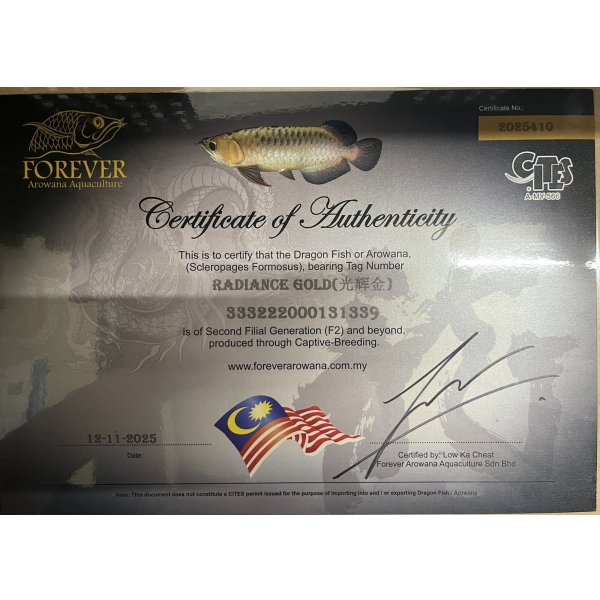 FOREVER
Arowana Aquaculture
Certificate No.:
2025410
CiTES
A-MY-506
Certificate of Authenticity
This is to certify that the Dragon Fish or Arowana,
(Scleropages Formosus), bearing Tag Number
RADIANCE GOLD(光輝金)
333222000131339
is of Second Filial Generation (F2) and beyond,
produced through Captive-Breeding.
www.foreverarowana.com.my
12-11-2025
Date:
Certified by: Low Ka Cheat
Forever Arowana Aquaculture Sdn Bhd
Note: This document does not constitute a CiTES permit issued for the purpose of importing into and / or exporting Dragon Fish / Arowana